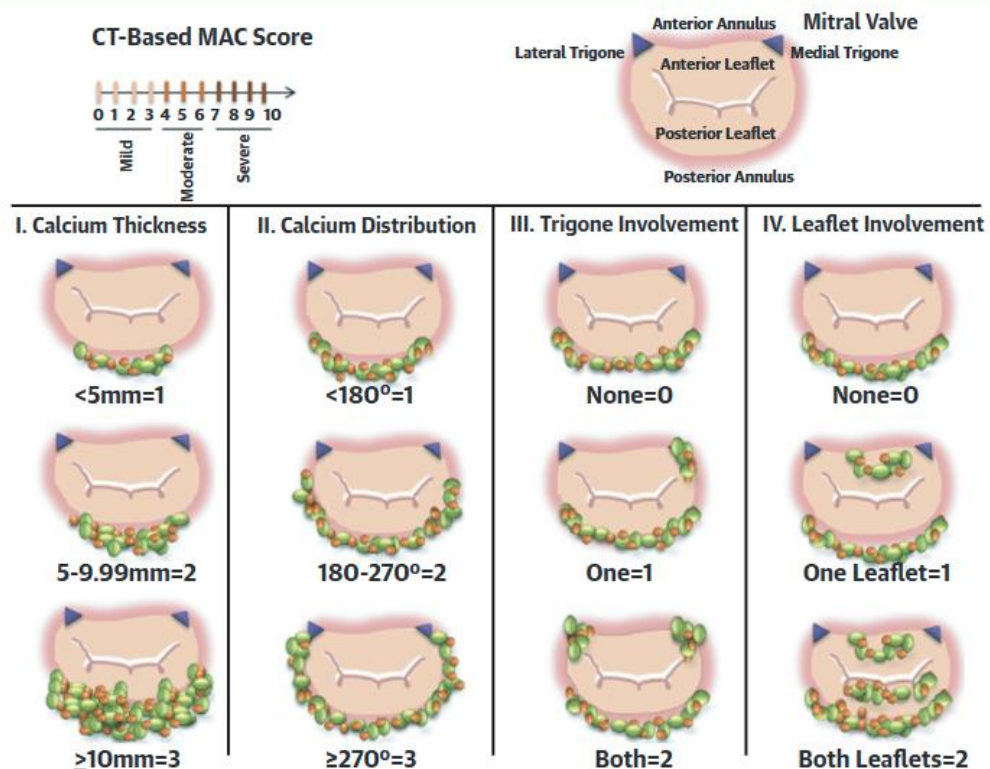 CT-Based MAC Score
0 1 2 3 4 5 6 7 8 9 10
Mild
Moderate
Severe
Mitral Valve
Anterior Annulus
Lateral Trigone
Medial Trigone
Anterior Leaflet
Posterior Leaflet
Posterior Annulus
I. Calcium Thickness
<5mm=1
5-9.99mm=2
≥10mm=3
II. Calcium Distribution
<180º=1
180-270º=2
≥270º=3
III. Trigone Involvement
None=0
One=1
Both=2
IV. Leaflet Involvement
None=0
One Leaflet=1
Both Leaflets=2